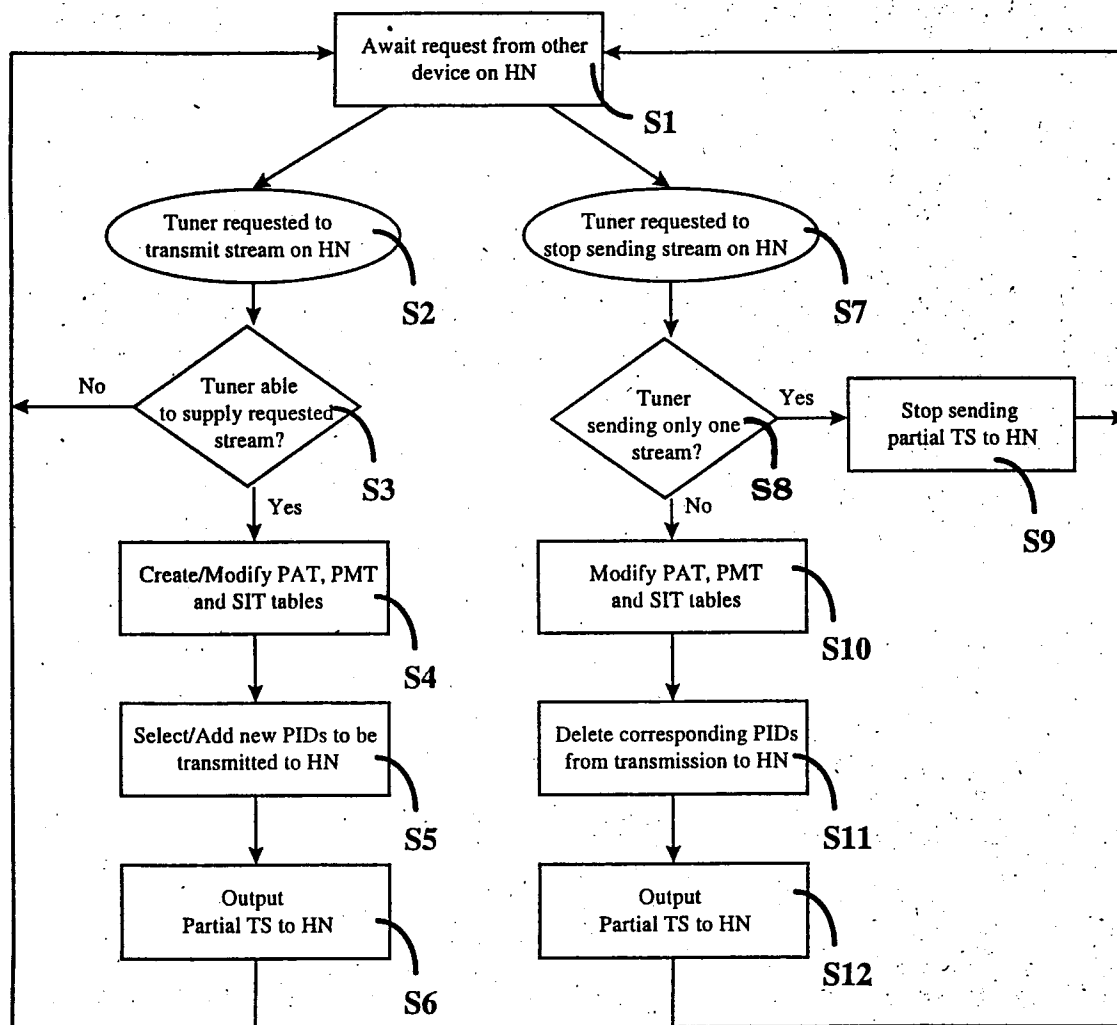 Await request from other
device on HN
S1
Tuner requested to
transmit stream on HN
S2
Tuner requested to
stop sending stream on HN
S7
No
Tuner able
to supply requested
stream?
S3
Yes
Tuner
sending only one
stream?
S8
Yes
Stop sending
partial TS to HN
S9
No
Create/Modify PAT, PMT
and SIT tables
S4
Modify PAT, PMT
and SIT tables
S10
Select/Add new PIDs to be
transmitted to HN
S5
Delete corresponding PIDs
from transmission to HN
S11
Output
Partial TS to HN
S6
Output
Partial TS to HN
S12